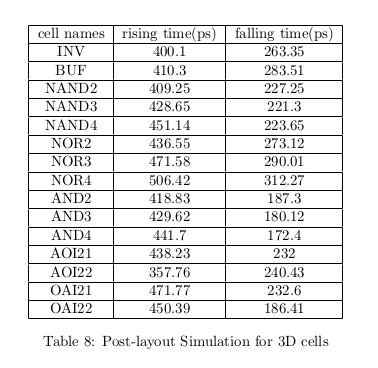 cell names rising time(ps) falling time(ps)
INV 400.1 263.35
BUF 410.3 283.51
NAND2 409.25 227.25
NAND3 428.65 221.3
NAND4 451.14 223.65
NOR2 436.55 273.12
NOR3 471.58 290.01
NOR4 506.42 312.27
AND2 418.83 187.3
AND3 429.62 180.12
AND4 441.7 172.4
AOI21 438.23 232
AOI22 357.76 240.43
OAI21 471.77 232.6
OAI22 450.39 186.41
Table 8: Post-layout Simulation for 3D cells